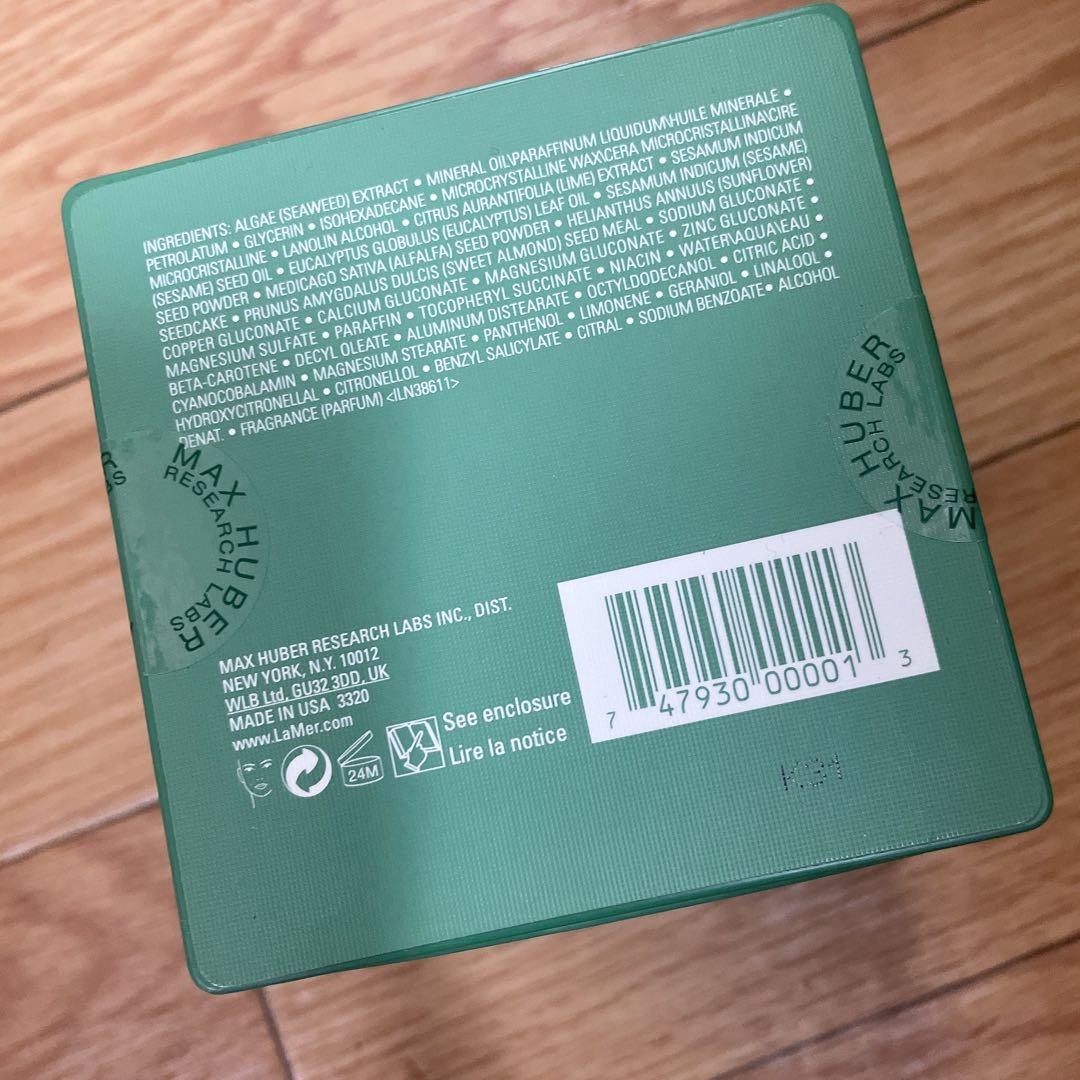 INGREDIENTS: ALGAE (SEAWEED) EXTRACT • MINERAL OIL\PARAFFINUM LIQUIDUM\HUILE MINERALE •
PETROLATUM • GLYCERIN • ISOHEXADECANE • MICROCRYSTALLINE WAX\CERA MICROCRISTALLINA\CIRE
MICROCRISTALLINE • LANOLIN ALCOHOL • CITRUS AURANTIFOLIA (LIME) EXTRACT • SESAMUM INDICUM
(SESAME) SEED OIL • EUCALYPTUS GLOBULUS (EUCALYPTUS) LEAF OIL • SESAMUM INDICUM (SESAME)
SEED POWDER • MEDICAGO SATIVA (ALFALFA) SEED POWDER • HELIANTHUS ANNUUS (SUNFLOWER)
SEEDCAKE • PRUNUS AMYGDALUS DULCIS (SWEET ALMOND) SEED MEAL • SODIUM GLUCONATE •
COPPER GLUCONATE • CALCIUM GLUCONATE • MAGNESIUM GLUCONATE • ZINC GLUCONATE •
MAGNESIUM SULFATE • PARAFFIN • TOCOPHERYL SUCCINATE • NIACIN • WATER\AQUA\EAU •
BETA-CAROTENE • DECYL OLEATE • ALUMINUM DISTEARATE • OCTYLDODECANOL • CITRIC ACID •
CYANOCOBALAMIN • MAGNESIUM STEARATE • PANTHENOL • LIMONENE • GERANIOL • LINALOOL •
HYDROXYCITRONELLAL • CITRONELLOL • BENZYL SALICYLATE • CITRAL • SODIUM BENZOATE • ALCOHOL
DENAT. • FRAGRANCE (PARFUM) <ILN38611>
MAX HUBER
RESEARCH LABS
MAX HUBER
RESEARCH LABS
MAX HUBER RESEARCH LABS INC., DIST.
NEW YORK, N.Y. 10012
WLB Ltd, GU32 3DD, UK
MADE IN USA 3320
www.LaMer.com
24M
See enclosure
Lire la notice
7 47930 00001 3
K91